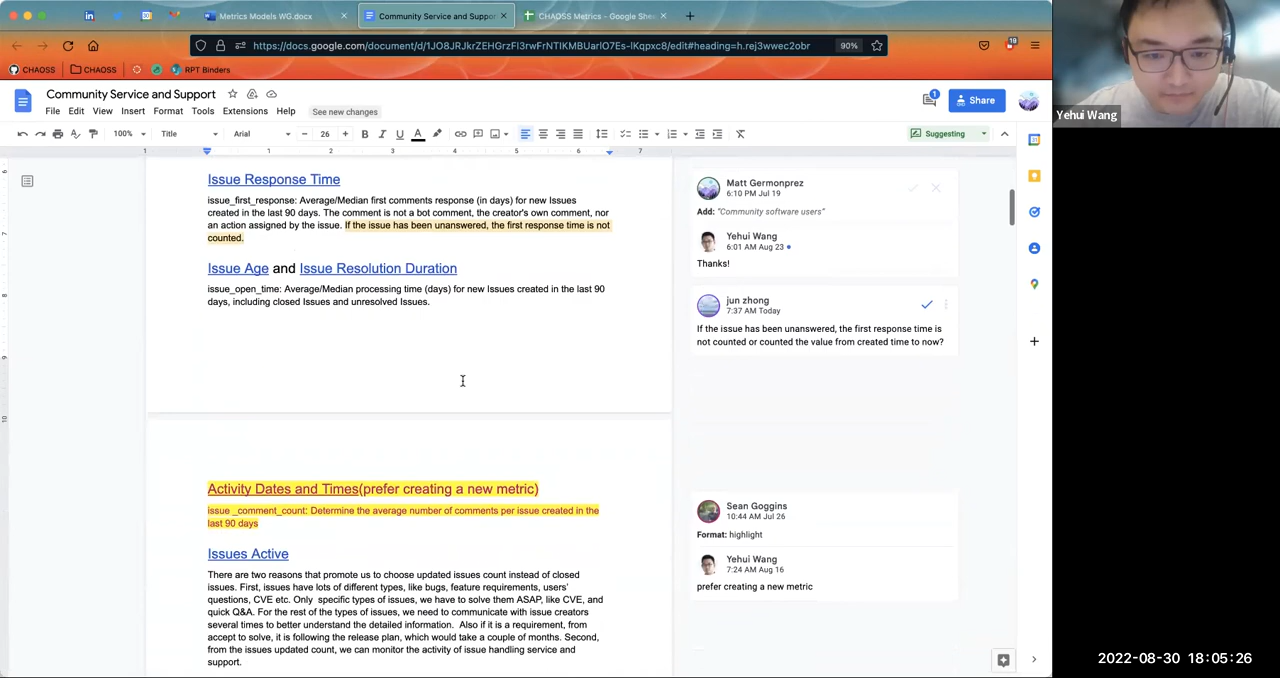 Metrics Models WG.docx
Community Service and Suppor
CHAOSS Metrics - Google She
https://docs.google.com/document/d/1JO8JRJkrZEHGrzFI3rwFrNTIKMBUarIO7Es-IKqpxc8/edit#heading=h.rej3wwec2obr
90%
19
CHAOSS
CHAOSS
RPT Binders
Community Service and Support
File Edit View Insert Format Tools Extensions Help See new changes
1
Share
100% Title Arial 26 Suggesting
1 1 2 3 4 5 6 7
Issue Response Time
issue_first_response: Average/Median first comments response (in days) for new Issues
created in the last 90 days. The comment is not a bot comment, the creator's own comment, nor
an action assigned by the issue. If the issue has been unanswered, the first response time is not
counted.
Issue Age and Issue Resolution Duration
issue_open_time: Average/Median processing time (days) for new Issues created in the last 90
days, including closed Issues and unresolved Issues.
Activity Dates and Times(prefer creating a new metric)
issue _comment_count: Determine the average number of comments per issue created in the
last 90 days
Issues Active
There are two reasons that promote us to choose updated issues count instead of closed
issues. First, issues have lots of different types, like bugs, feature requirements, users'
questions, CVE etc. Only specific types of issues, we have to solve them ASAP, like CVE, and
quick Q&A. For the rest of the types of issues, we need to communicate with issue creators
several times to better understand the detailed information. Also if it is a requirement, from
accept to solve, it is following the release plan, which would take a couple of months. Second,
from the issues updated count, we can monitor the activity of issue handling service and
support.
Matt Germonprez
6:10 PM Jul 19
Add: "Community software users"
Yehui Wang
6:01 AM Aug 23
Thanks!
jun zhong
7:37 AM Today
If the issue has been unanswered, the first response time is
not counted or counted the value from created time to now?
Sean Goggins
10:44 AM Jul 26
Format: highlight
Yehui Wang
7:24 AM Aug 16
prefer creating a new metric
Yehui Wang
2022-08-30 18:05:26